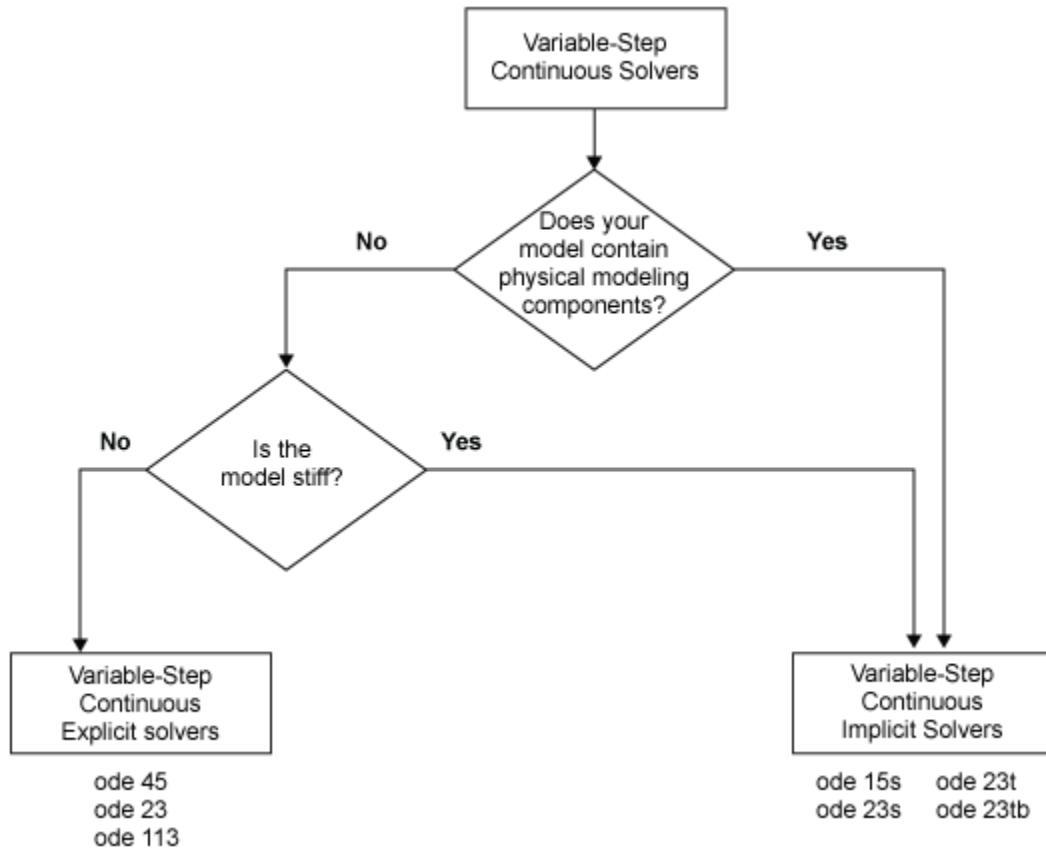 Variable-Step
Continuous Solvers
Does your
model contain
physical modeling
components?
No
Yes
Is the
model stiff?
No
Yes
Variable-Step
Continuous
Explicit solvers
ode 45
ode 23
ode 113
Variable-Step
Continuous
Implicit Solvers
ode 15s ode 23t
ode 23s ode 23tb